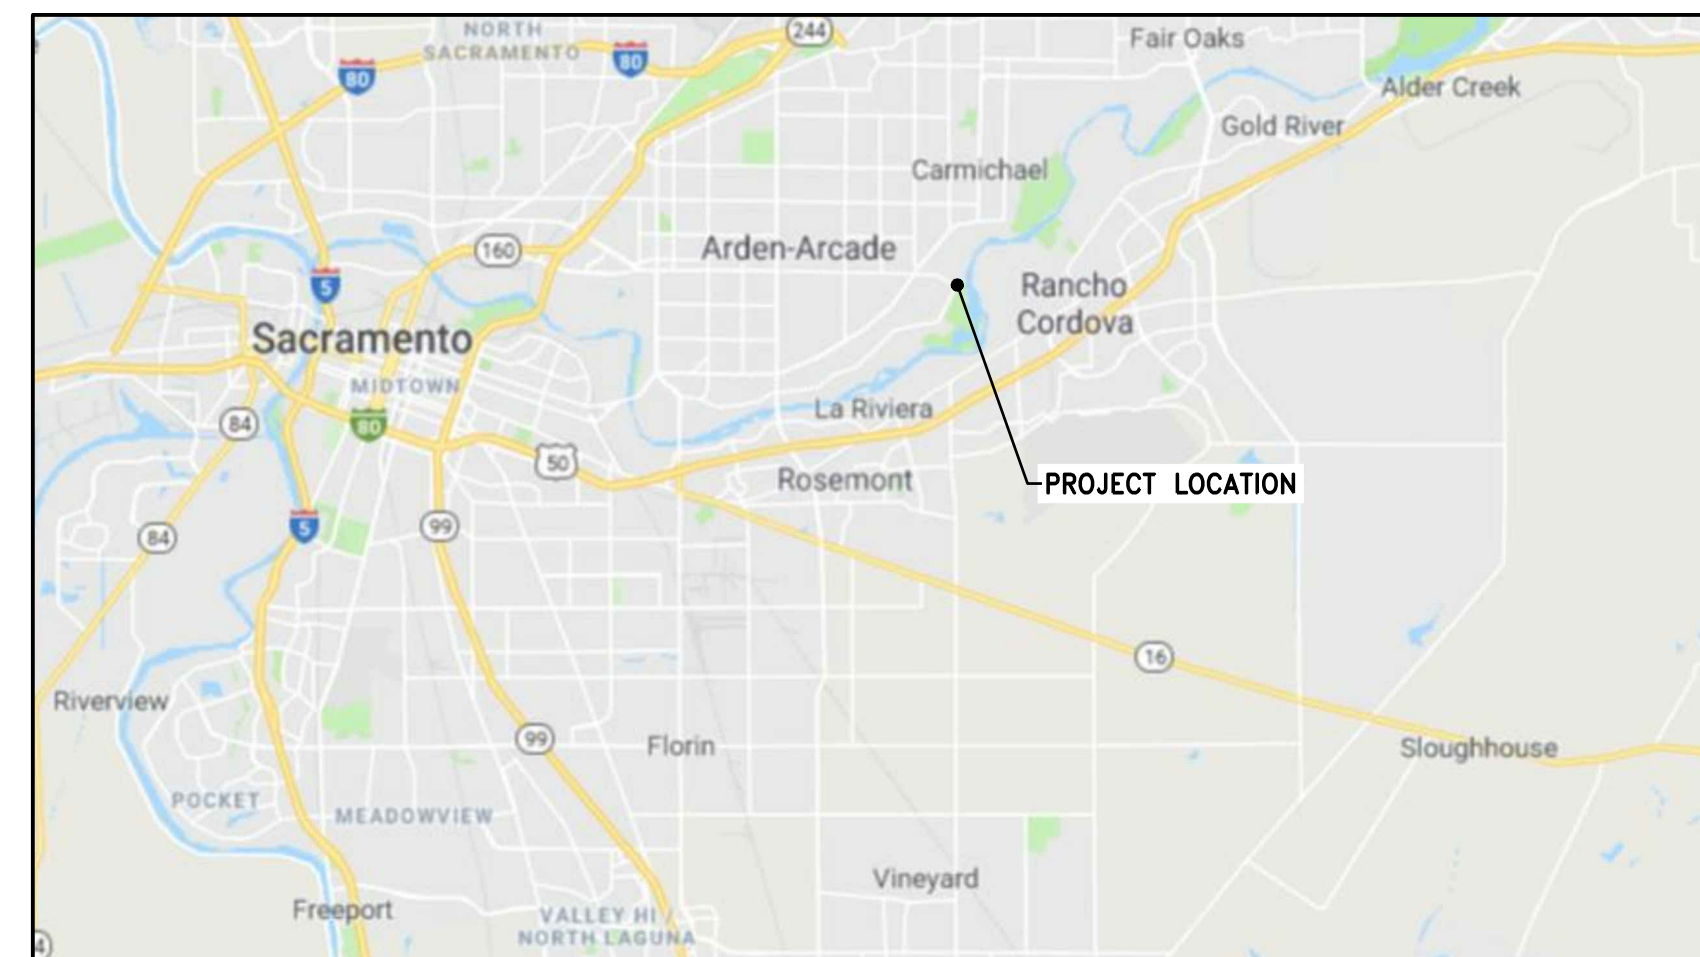 NORTH
SACRAMENTO
244
Fair Oaks
80
80
Alder Creek
Gold River
Carmichael
160
Arden-Arcade
5
Rancho
Cordova
Sacramento
MIDTOWN
84
80
La Riviera
50
Rosemont
PROJECT LOCATION
5
99
84
16
Riverview
99
Florin
Sloughhouse
POCKET
MEADOWVIEW
Vineyard
Freeport
VALLEY HI /
NORTH LAGUNA